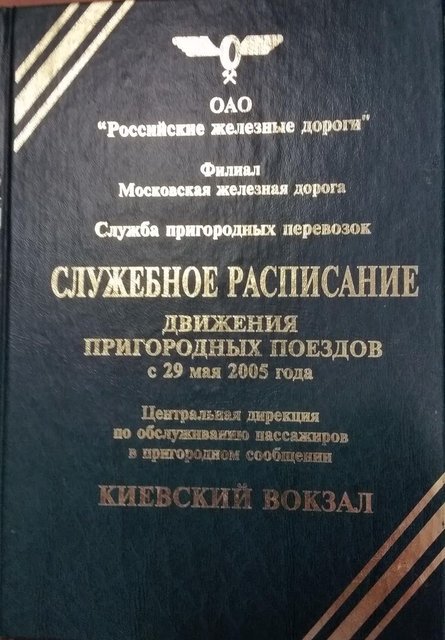 ОАО
“Российские железные дороги"
Филиал
Московская железная дорога
Служба пригородных перевозок
СЛУЖЕБНОЕ РАСПИСАНИЕ
ДВИЖЕНИЯ
ПРИГОРОДНЫХ ПОЕЗДОВ
с 29 мая 2005 года
Центральная дирекция
по обслуживанию пассажиров
в пригородном сообщении
КИЕВСКИЙ ВОКЗАЛ